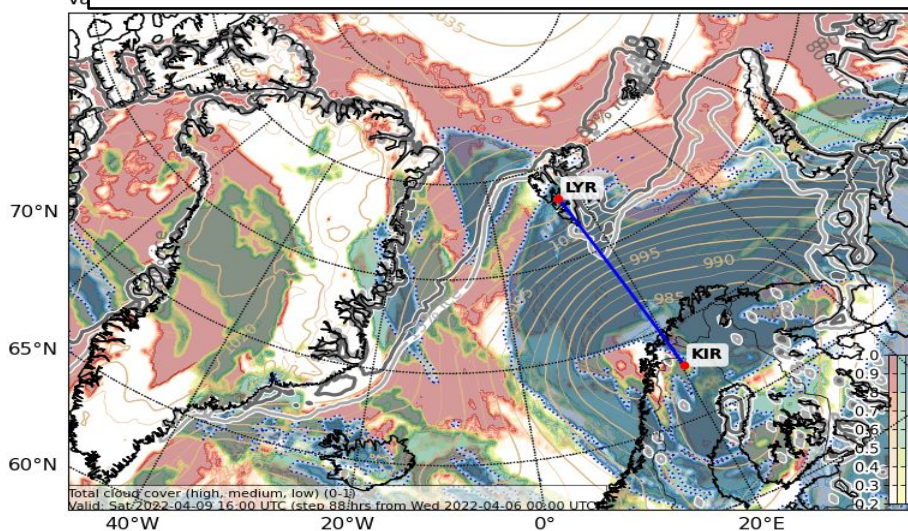 1035
LYR
70°N
995
990
985
KIR
65°N
1.0
0.9
0.8
0.7
0.6
0.5
0.4
0.3
0.2
60°N
Total cloud cover (high, medium, low) (0-1)
Valid: Sat 2022-04-09 16:00 UTC (step 88 hrs from Wed 2022-04-06 00:00 UTC
40°W
20°W
0°
20°E